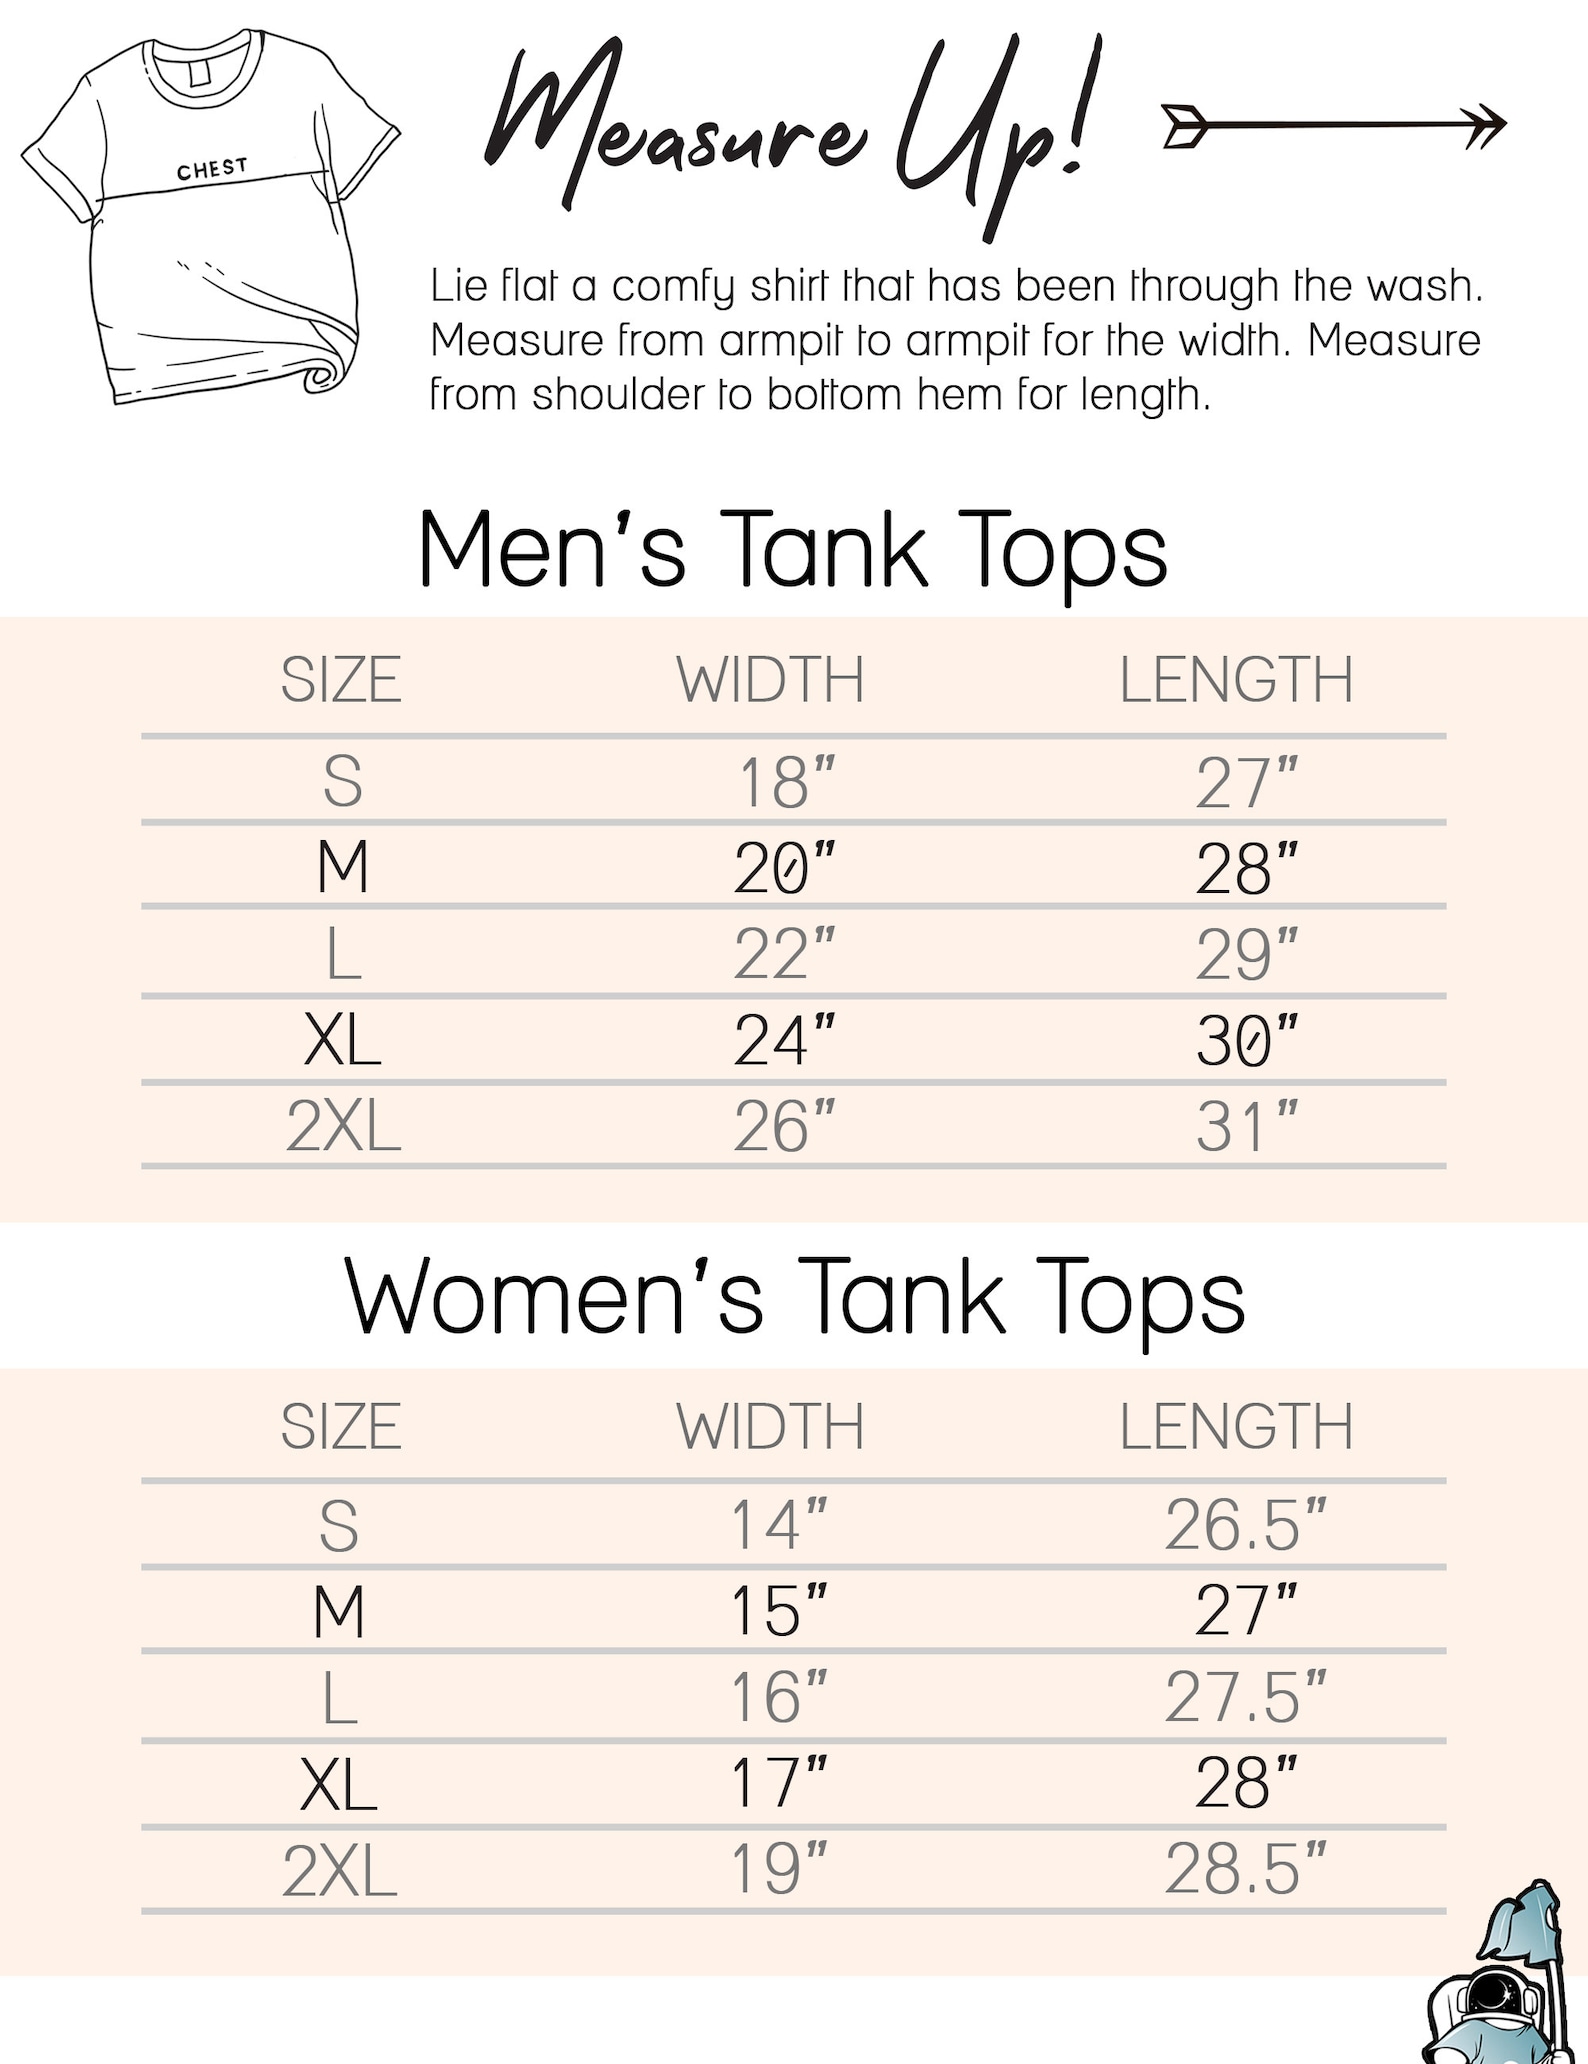 CHEST
Measure Up!
Lie flat a comfy shirt that has been through the wash.
Measure from armpit to armpit for the width. Measure
from shoulder to bottom hem for length.
Men's Tank Tops
SIZE WIDTH LENGTH
S 18" 27"
M 20" 28"
L 22" 29"
XL 24" 30"
2XL 26" 31"
Women's Tank Tops
SIZE WIDTH LENGTH
S 14" 26.5"
M 15" 27"
L 16" 27.5"
XL 17" 28"
2XL 19" 28.5"